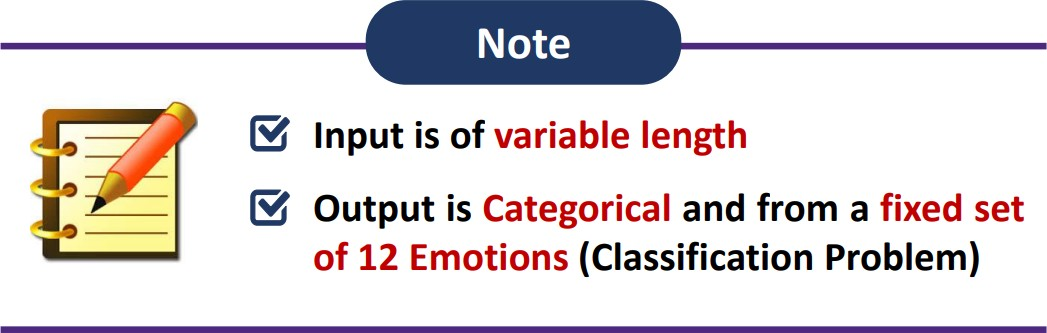 Note
Input is of variable length
Output is Categorical and from a fixed set
of 12 Emotions (Classification Problem)